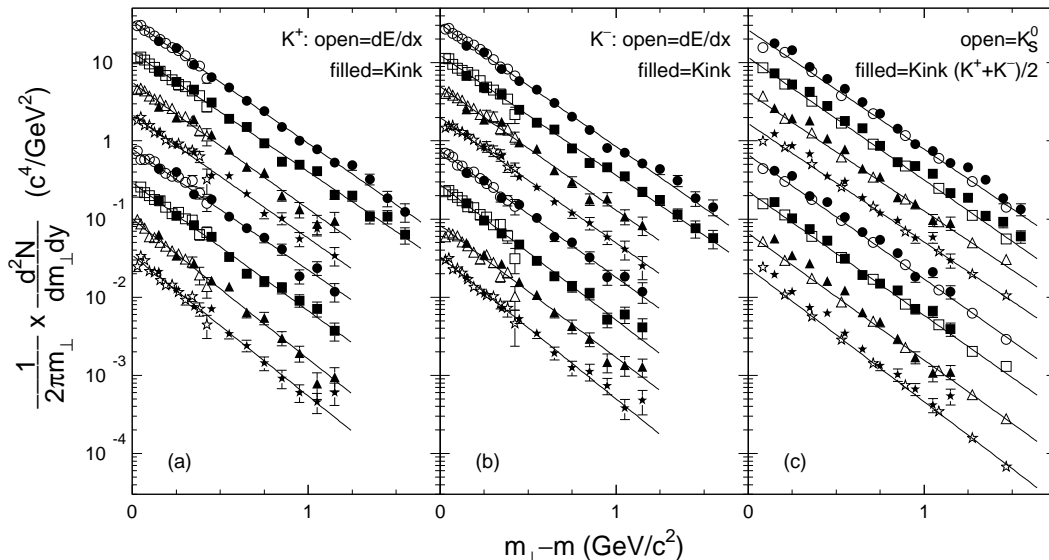 K⁺: open=dE/dx
filled=Kink
K⁻: open=dE/dx
filled=Kink
open=K⁰S
filled=Kink (K⁺+K⁻)/2
1/2πm⊥ x d²N/dm⊥dy (c⁴/GeV²)
10
1
10⁻¹
10⁻²
10⁻³
10⁻⁴
(a)
(b)
(c)
0
1
0
1
0
1
m⊥−m (GeV/c²)